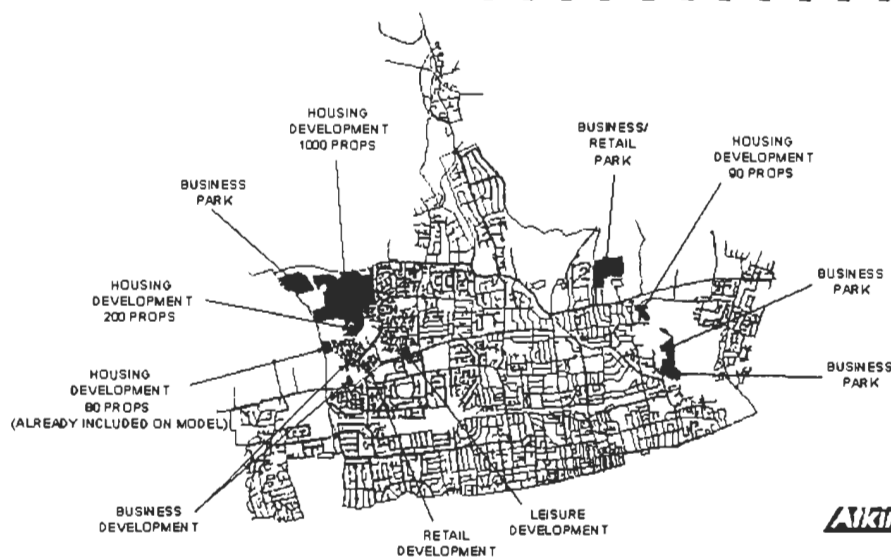 HOUSING
DEVELOPMENT
1000 PROPS
BUSINESS/
RETAIL
PARK
HOUSING
DEVELOPMENT
90 PROPS
BUSINESS
PARK
HOUSING
DEVELOPMENT
200 PROPS
BUSINESS
PARK
HOUSING
DEVELOPMENT
80 PROPS
(ALREADY INCLUDED ON MODEL)
BUSINESS
PARK
BUSINESS
DEVELOPMENT
RETAIL
DEVELOPMENT
LEISURE
DEVELOPMENT